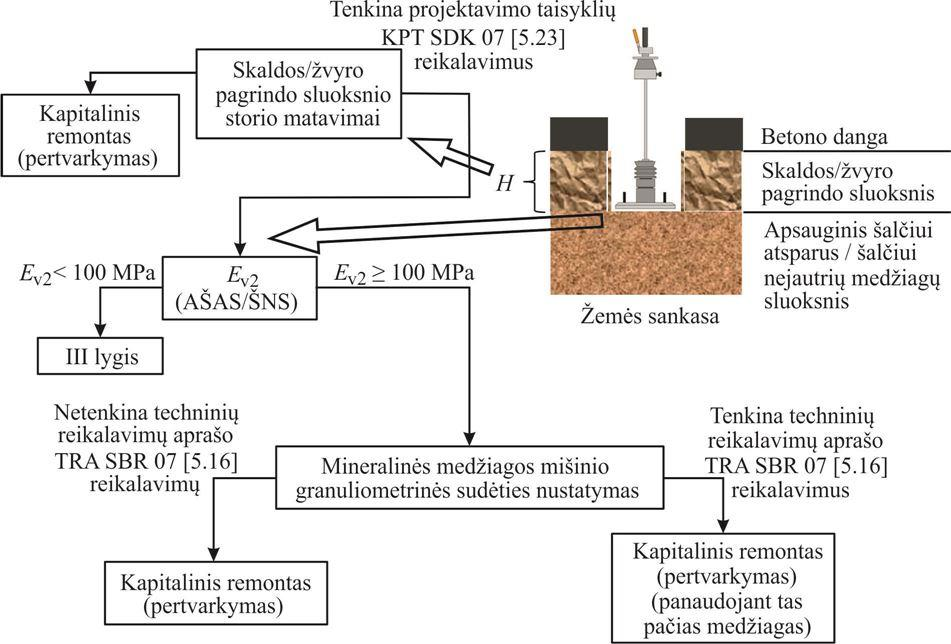 Tenkina projektavimo taisyklių
KPT SDK 07 [5.23]
reikalavimus
Skaldos/žvyro
pagrindo sluoksnio
storio matavimai
Kapitalinis
remontas
(pertvarkymas)
H
Betono danga
Skaldos/žvyro
pagrindo sluoksnis
Apsauginis šalčiui
atsparus / šalčiui
nejautrių medžiagų
sluoksnis
Žemės sankasa
Ev2< 100 MPa
Ev2
(AŠAS/ŠNS)
Ev2 ≥ 100 MPa
III lygis
Netenkina techninių
reikalavimų aprašo
TRA SBR 07 [5.16]
reikalavimų
Tenkina techninių
reikalavimų aprašo
TRA SBR 07 [5.16]
reikalavimus
Mineralinės medžiagos mišinio
granuliometrinės sudėties nustatymas
Kapitalinis remontas
(pertvarkymas)
Kapitalinis remontas
(pertvarkymas)
(panaudojant tas
pačias medžiagas)